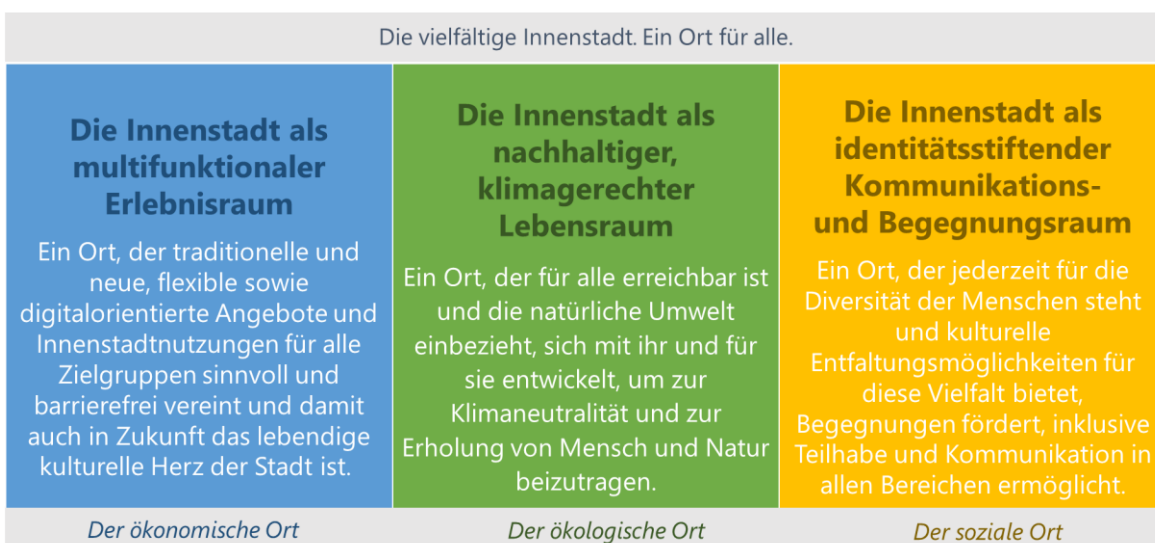 Die vielfältige Innenstadt. Ein Ort für alle.
Die Innenstadt als
multifunktionaler
Erlebnisraum
Ein Ort, der traditionelle und
neue, flexible sowie
digitalorientierte Angebote und
Innenstadtnutzungen für alle
Zielgruppen sinnvoll und
barrierefrei vereint und damit
auch in Zukunft das lebendige
kulturelle Herz der Stadt ist.
Der ökonomische Ort
Die Innenstadt als
nachhaltiger,
klimagerechter
Lebensraum
Ein Ort, der für alle erreichbar ist
und die natürliche Umwelt
einbezieht, sich mit ihr und für
sie entwickelt, um zur
Klimaneutralität und zur
Erholung von Mensch und Natur
beizutragen.
Der ökologische Ort
Die Innenstadt als
identitätsstiftender
Kommunikations-
und Begegnungsraum
Ein Ort, der jederzeit für die
Diversität der Menschen steht
und kulturelle
Entfaltungsmöglichkeiten für
diese Vielfalt bietet,
Begegnungen fördert, inklusive
Teilhabe und Kommunikation in
allen Bereichen ermöglicht.
Der soziale Ort